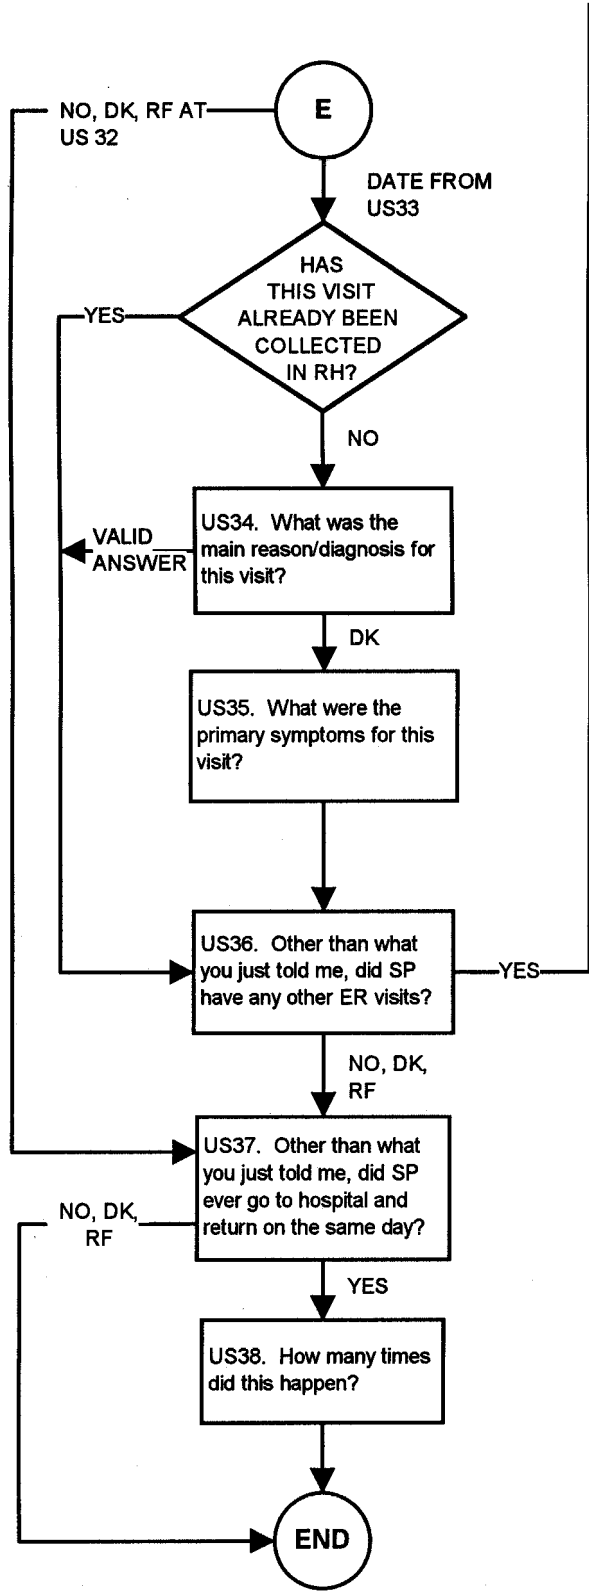 E
NO, DK, RF AT
US 32
DATE FROM
US33
HAS
THIS VISIT
ALREADY BEEN
COLLECTED
IN RH?
YES
NO
US34. What was the
main reason/diagnosis for
this visit?
VALID
ANSWER
DK
US35. What were the
primary symptoms for this
visit?
US36. Other than what
you just told me, did SP
have any other ER visits?
YES
NO, DK,
RF
US37. Other than what
you just told me, did SP
ever go to hospital and
return on the same day?
NO, DK,
RF
YES
US38. How many times
did this happen?
END